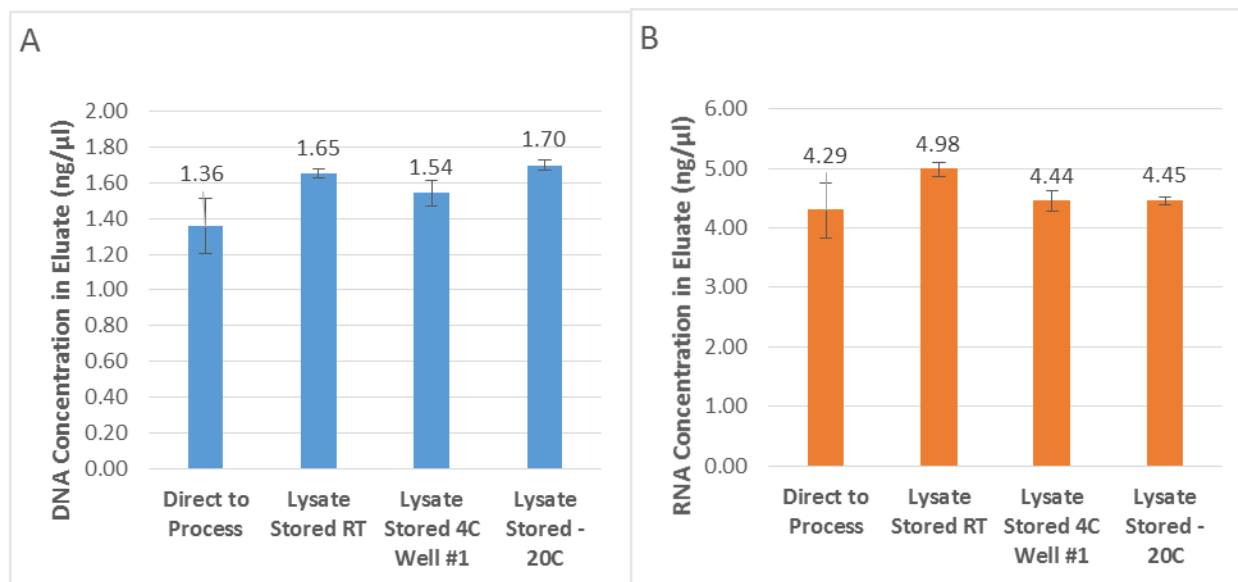 A
DNA Concentration in Eluate (ng/µl)
2.00
1.80
1.60
1.40
1.20
1.00
0.80
0.60
0.40
0.20
0.00
1.36
1.65
1.54
1.70
Direct to
Process
Lysate
Stored RT
Lysate
Stored 4C
Well #1
Lysate
Stored -
20C
B
RNA Concentration in Eluate (ng/µl)
6.00
5.00
4.00
3.00
2.00
1.00
0.00
4.29
4.98
4.44
4.45
Direct to
Process
Lysate
Stored RT
Lysate
Stored 4C
Well #1
Lysate
Stored -
20C